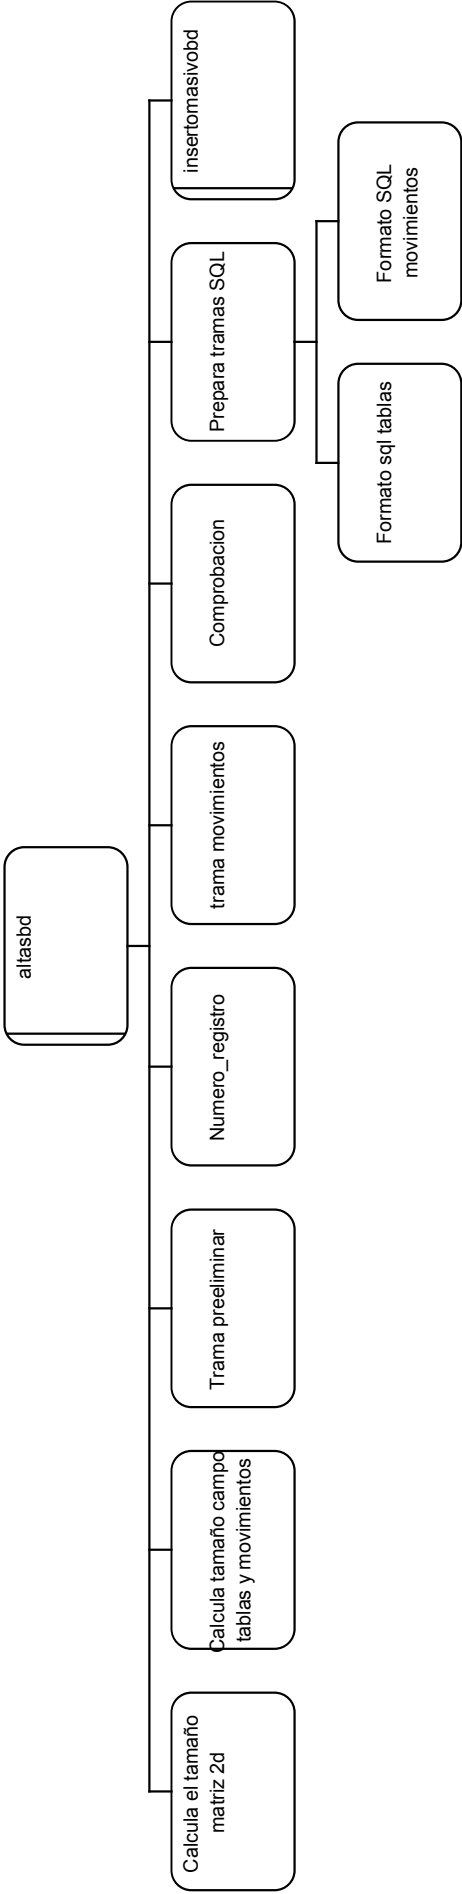 altasbd
Calcula el tamaño
matriz 2d
Calcula tamaño campo
tablas y movimientos
Trama preeliminar
Numero_registro
trama movimientos
Comprobacion
Prepara tramas SQL
insertomasivobd
Formato sql tablas
Formato SQL
movimientos